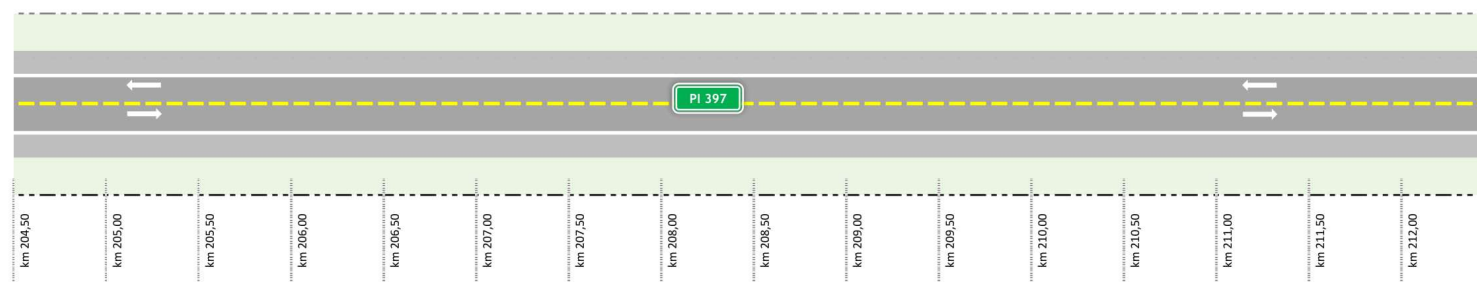 PI 397
km 204,50
km 205,00
km 205,50
km 206,00
km 206,50
km 207,00
km 207,50
km 208,00
km 208,50
km 209,00
km 209,50
km 210,00
km 210,50
km 211,00
km 211,50
km 212,00